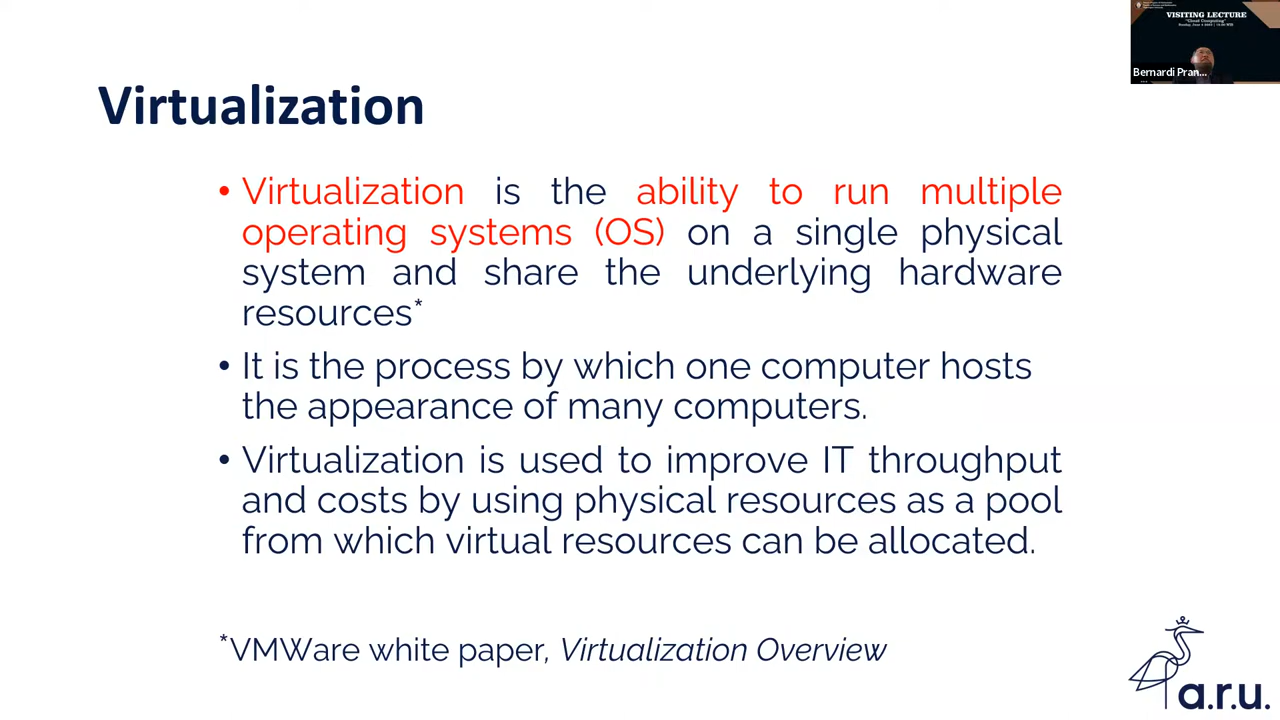 VISITING LECTURE
"Cloud Computing"
Bernardi Pran...
Virtualization
• Virtualization is the ability to run multiple
operating systems (OS) on a single physical
system and share the underlying hardware
resources*
• It is the process by which one computer hosts
the appearance of many computers.
• Virtualization is used to improve IT throughput
and costs by using physical resources as a pool
from which virtual resources can be allocated.
*VMWare white paper, Virtualization Overview
a.r.u.